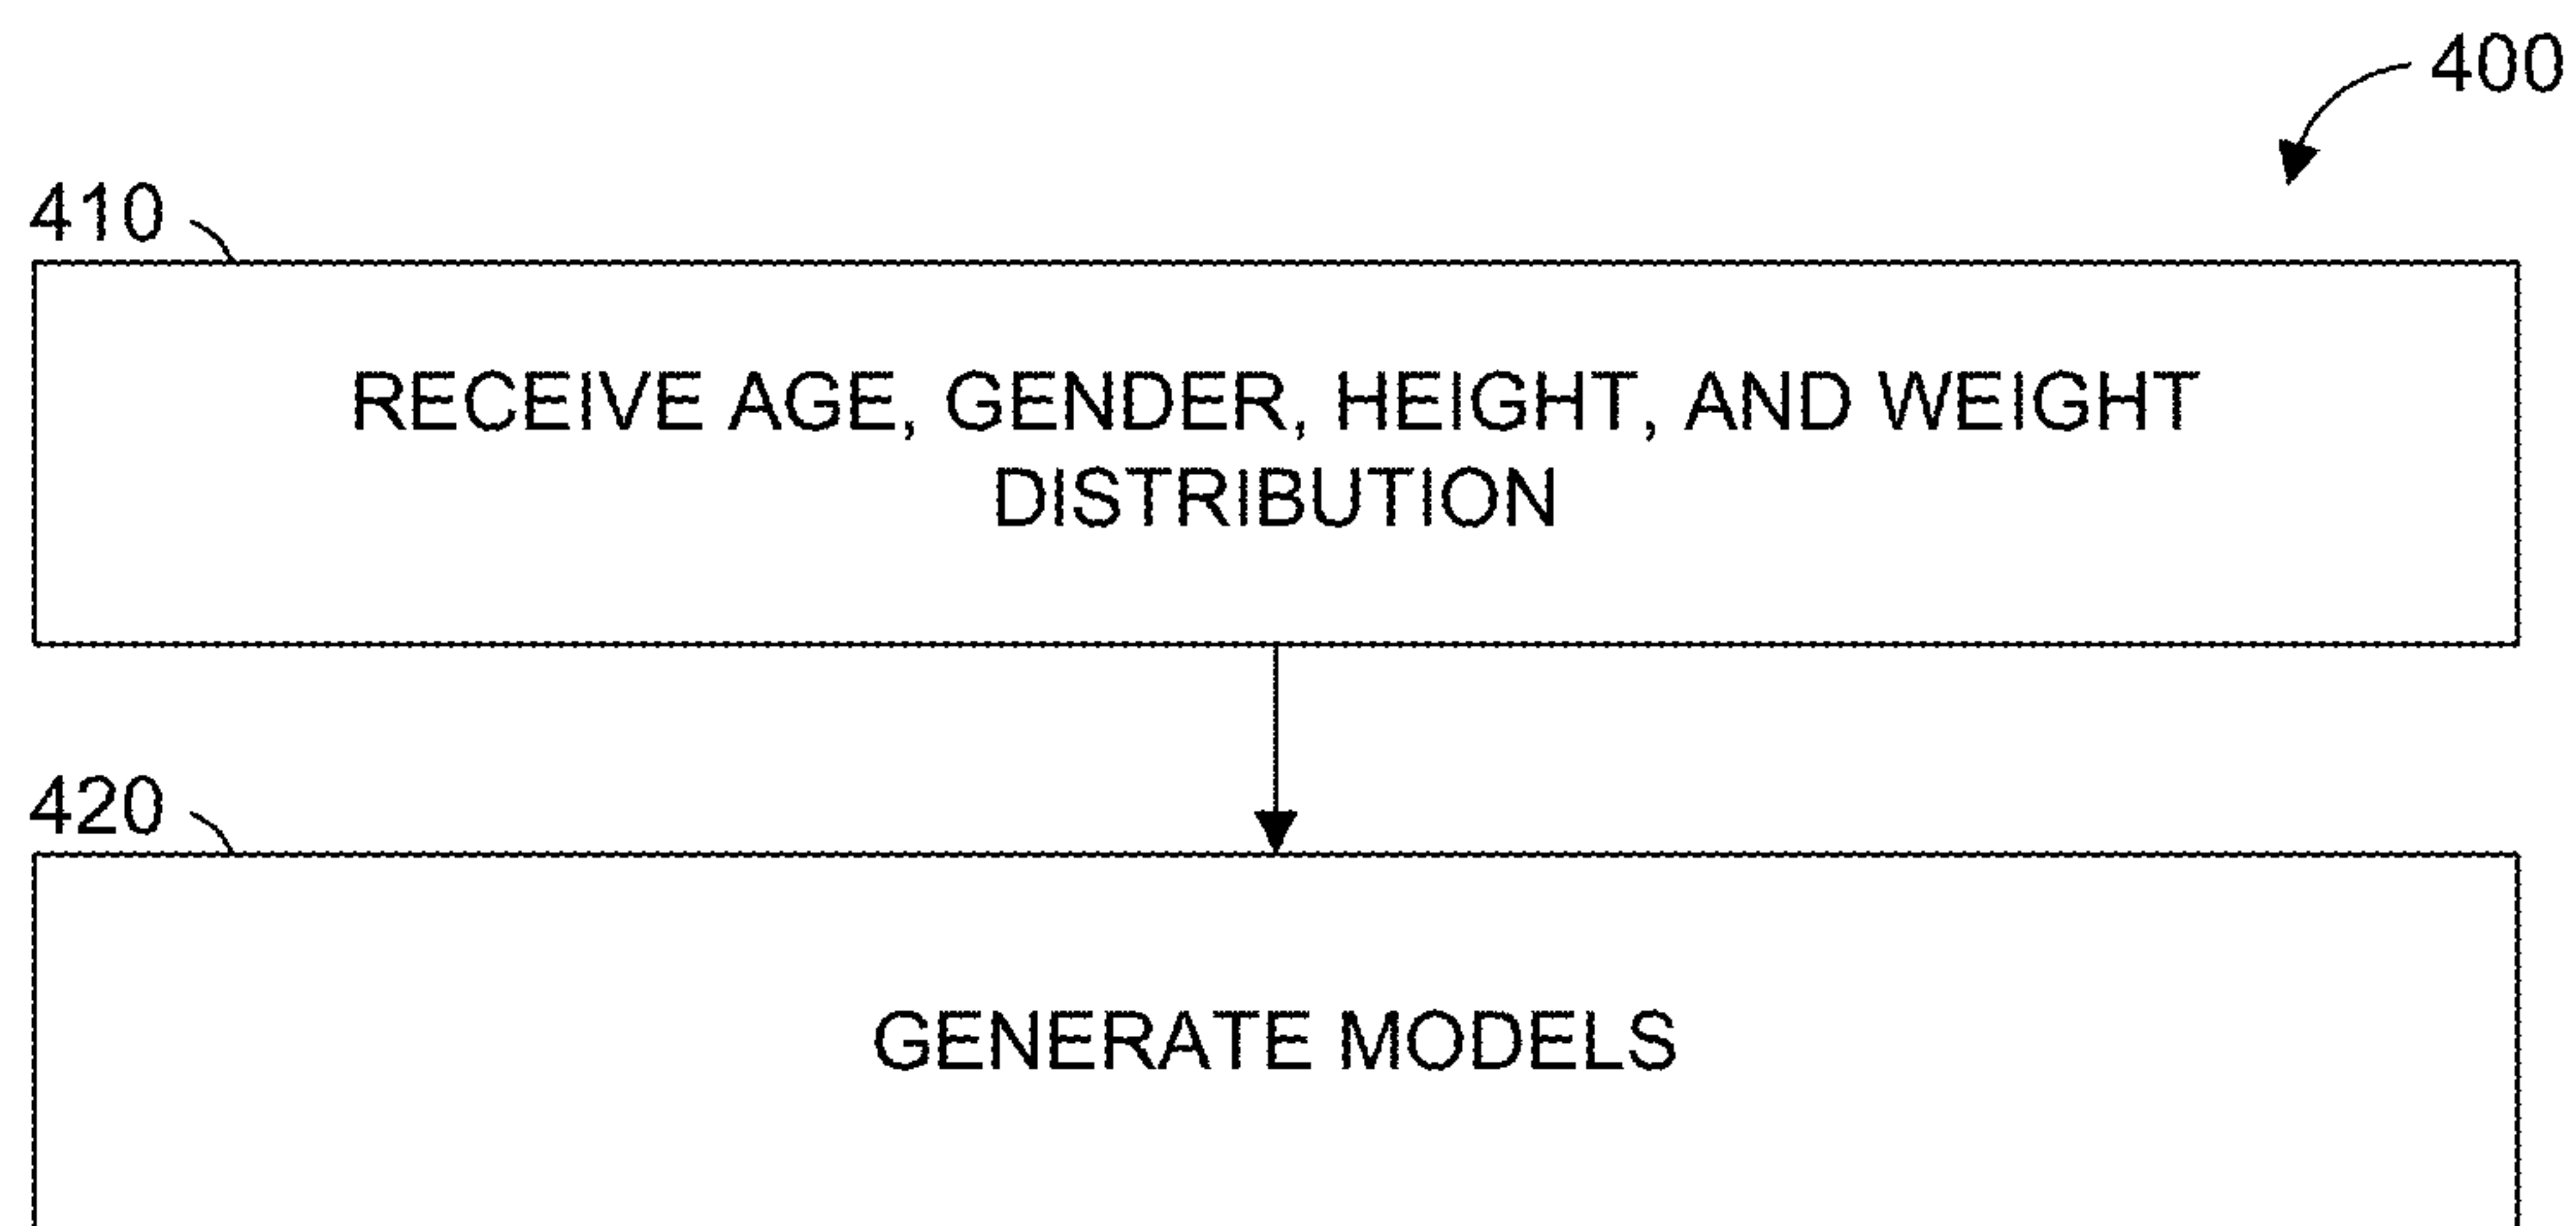 400
410
RECEIVE AGE, GENDER, HEIGHT, AND WEIGHT
DISTRIBUTION
420
GENERATE MODELS